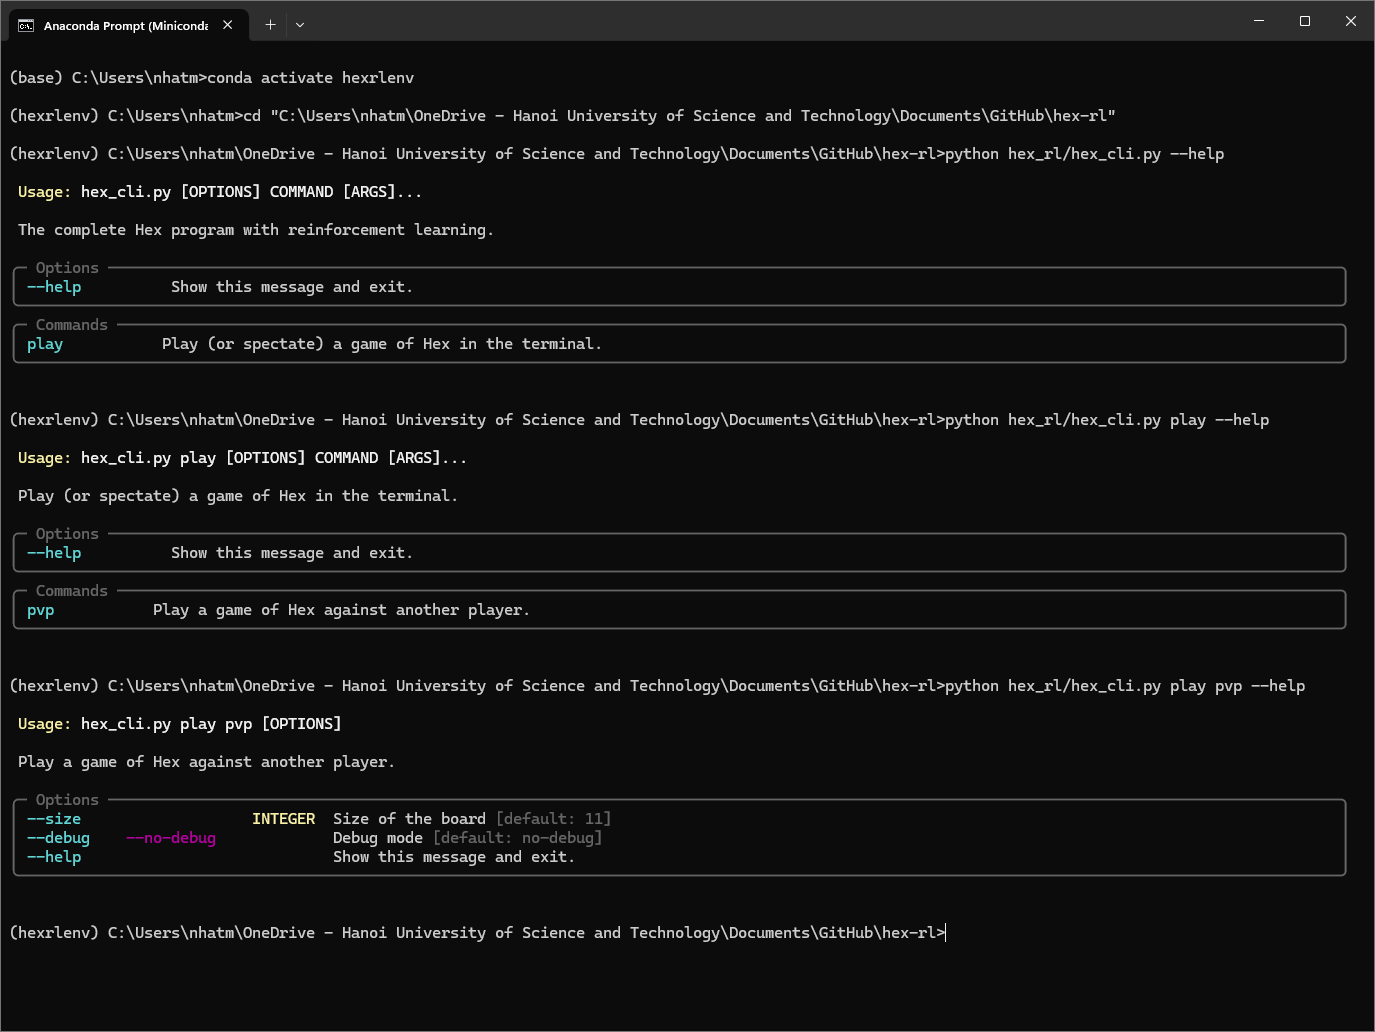 Anaconda Prompt (Minicond
(base) C:\Users\nhatm>conda activate hexrlenv
(hexrlenv) C:\Users\nhatm>cd "C:\Users\nhatm\OneDrive - Hanoi University of Science and Technology\Documents\GitHub\hex-rl"
(hexrlenv) C:\Users\nhatm\OneDrive - Hanoi University of Science and Technology\Documents\GitHub\hex-rl>python hex_rl/hex_cli.py --help
Usage: hex_cli.py [OPTIONS] COMMAND [ARGS]...
The complete Hex program with reinforcement learning.
Options
--help Show this message and exit.
Commands
play Play (or spectate) a game of Hex in the terminal.
(hexrlenv) C:\Users\nhatm\OneDrive - Hanoi University of Science and Technology\Documents\GitHub\hex-rl>python hex_rl/hex_cli.py play --help
Usage: hex_cli.py play [OPTIONS] COMMAND [ARGS]...
Play (or spectate) a game of Hex in the terminal.
Options
--help Show this message and exit.
Commands
pvp Play a game of Hex against another player.
(hexrlenv) C:\Users\nhatm\OneDrive - Hanoi University of Science and Technology\Documents\GitHub\hex-rl>python hex_rl/hex_cli.py play pvp --help
Usage: hex_cli.py play pvp [OPTIONS]
Play a game of Hex against another player.
Options
--size INTEGER Size of the board [default: 11]
--debug --no-debug Debug mode [default: no-debug]
--help Show this message and exit.
(hexrlenv) C:\Users\nhatm\OneDrive - Hanoi University of Science and Technology\Documents\GitHub\hex-rl>